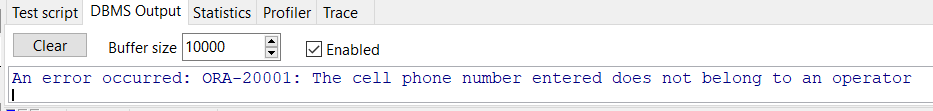 Test script DBMS Output Statistics Profiler Trace
Clear Buffer size 10000 Enabled
An error occurred: ORA-20001: The cell phone number entered does not belong to an operator